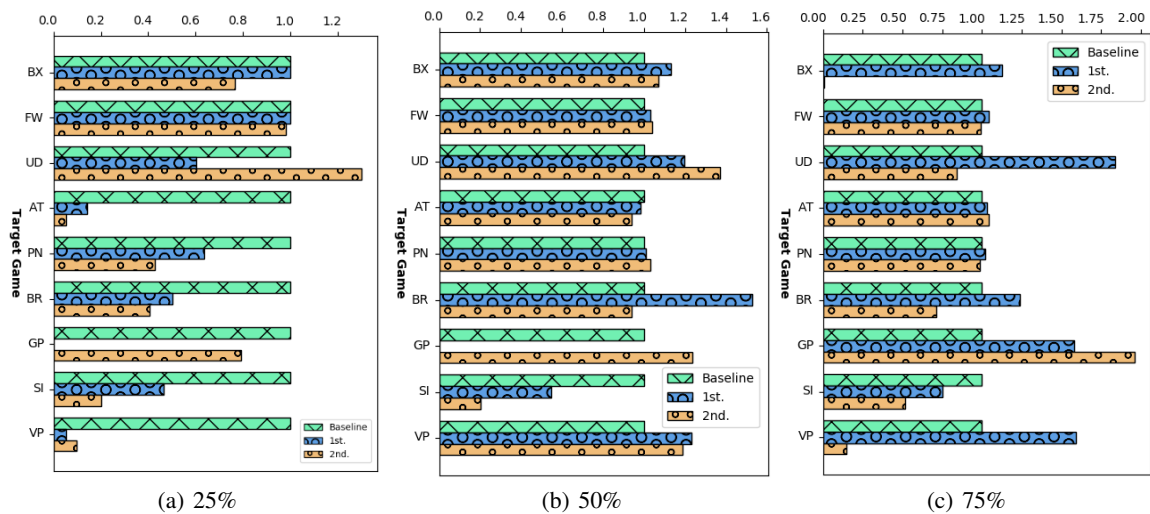 0.0 0.2 0.4 0.6 0.8 1.0 1.2
BX
FW
UD
AT
PN
BR
GP
SI
VP
Target Game
Baseline
1st.
2nd.
(a) 25%
0.0 0.2 0.4 0.6 0.8 1.0 1.2 1.4 1.6
BX
FW
UD
AT
PN
BR
GP
SI
VP
Target Game
Baseline
1st.
2nd.
(b) 50%
0.00 0.25 0.50 0.75 1.00 1.25 1.50 1.75 2.00
BX
FW
UD
AT
PN
BR
GP
SI
VP
Target Game
Baseline
1st.
2nd.
(c) 75%